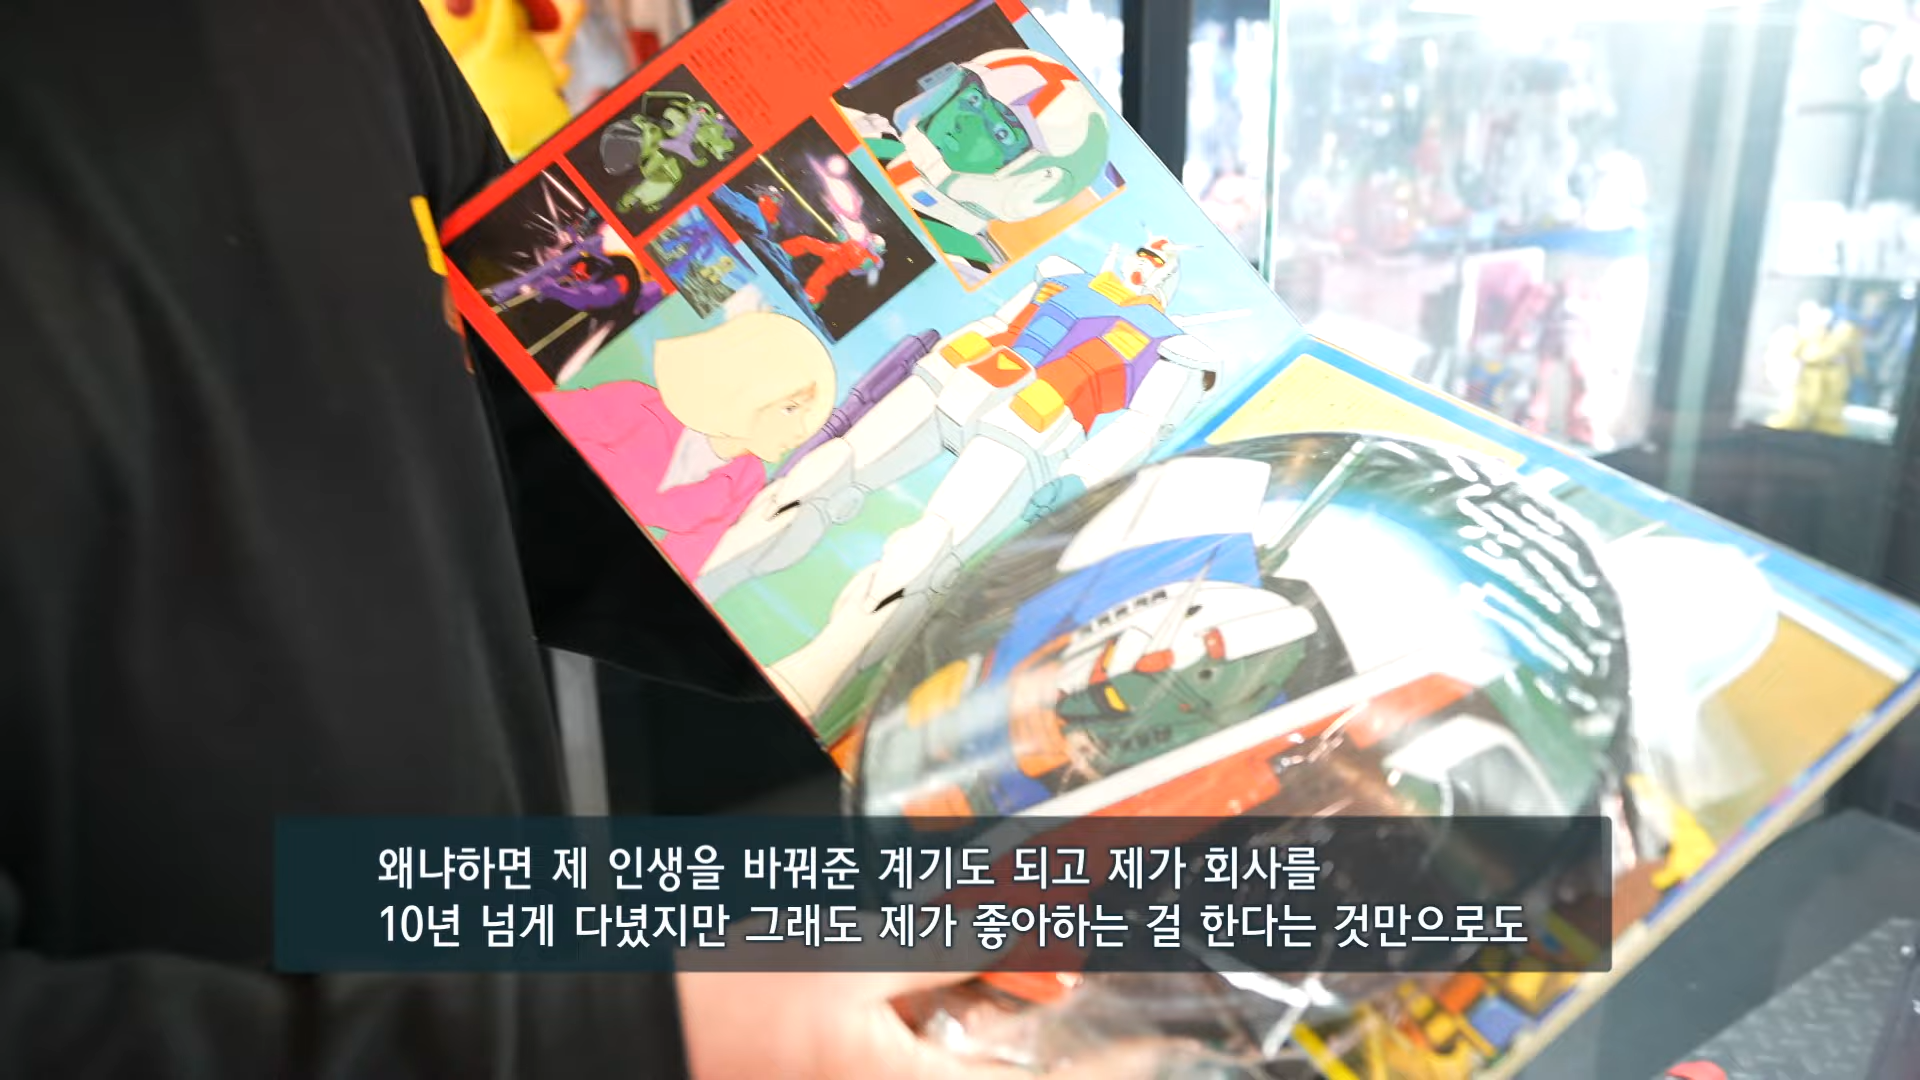 왜냐하면 제 인생을 바꿔준 계기도 되고 제가 회사를
10년 넘게 다녔지만 그래도 제가 좋아하는 걸 한다는 것만으로도